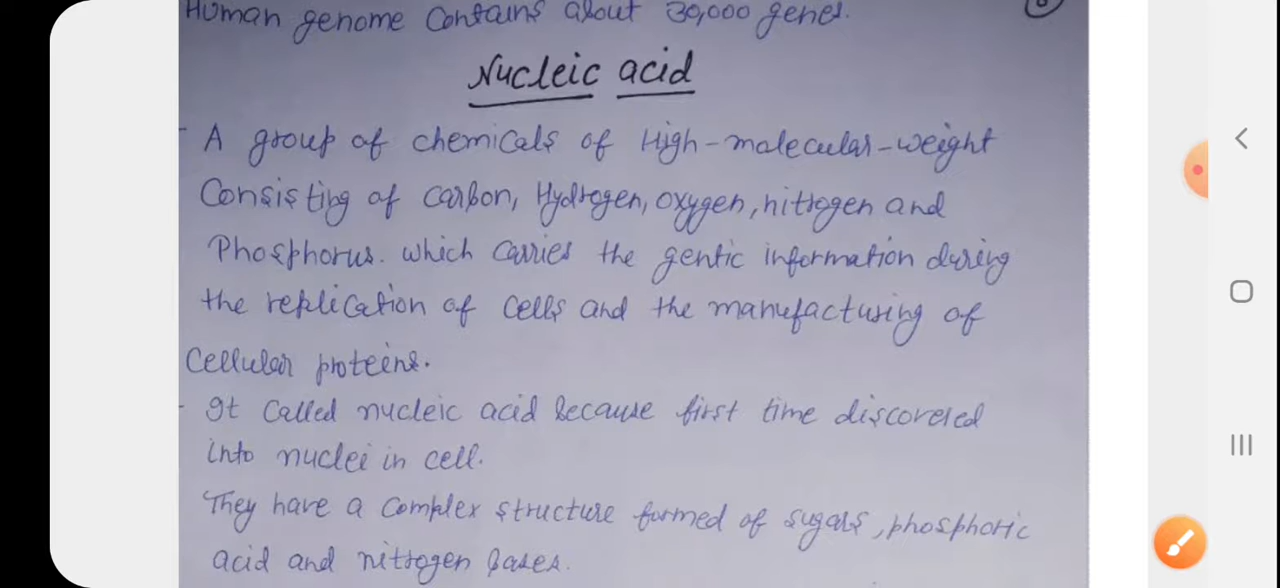 Human genome contains about 30,000 genes.
Nucleic acid
- A group of chemicals of High-molecular-weight
Consisting of carbon, Hydrogen, oxygen, nitrogen and
Phosphorus. which carries the gentic information during
the replication of cells and the manufacturing of
Cellular proteins.
- It called nucleic acid because first time discovered
into nuclei in cell.
They have a complex structure formed of sugars, phosphoric
acid and nitrogen bases.